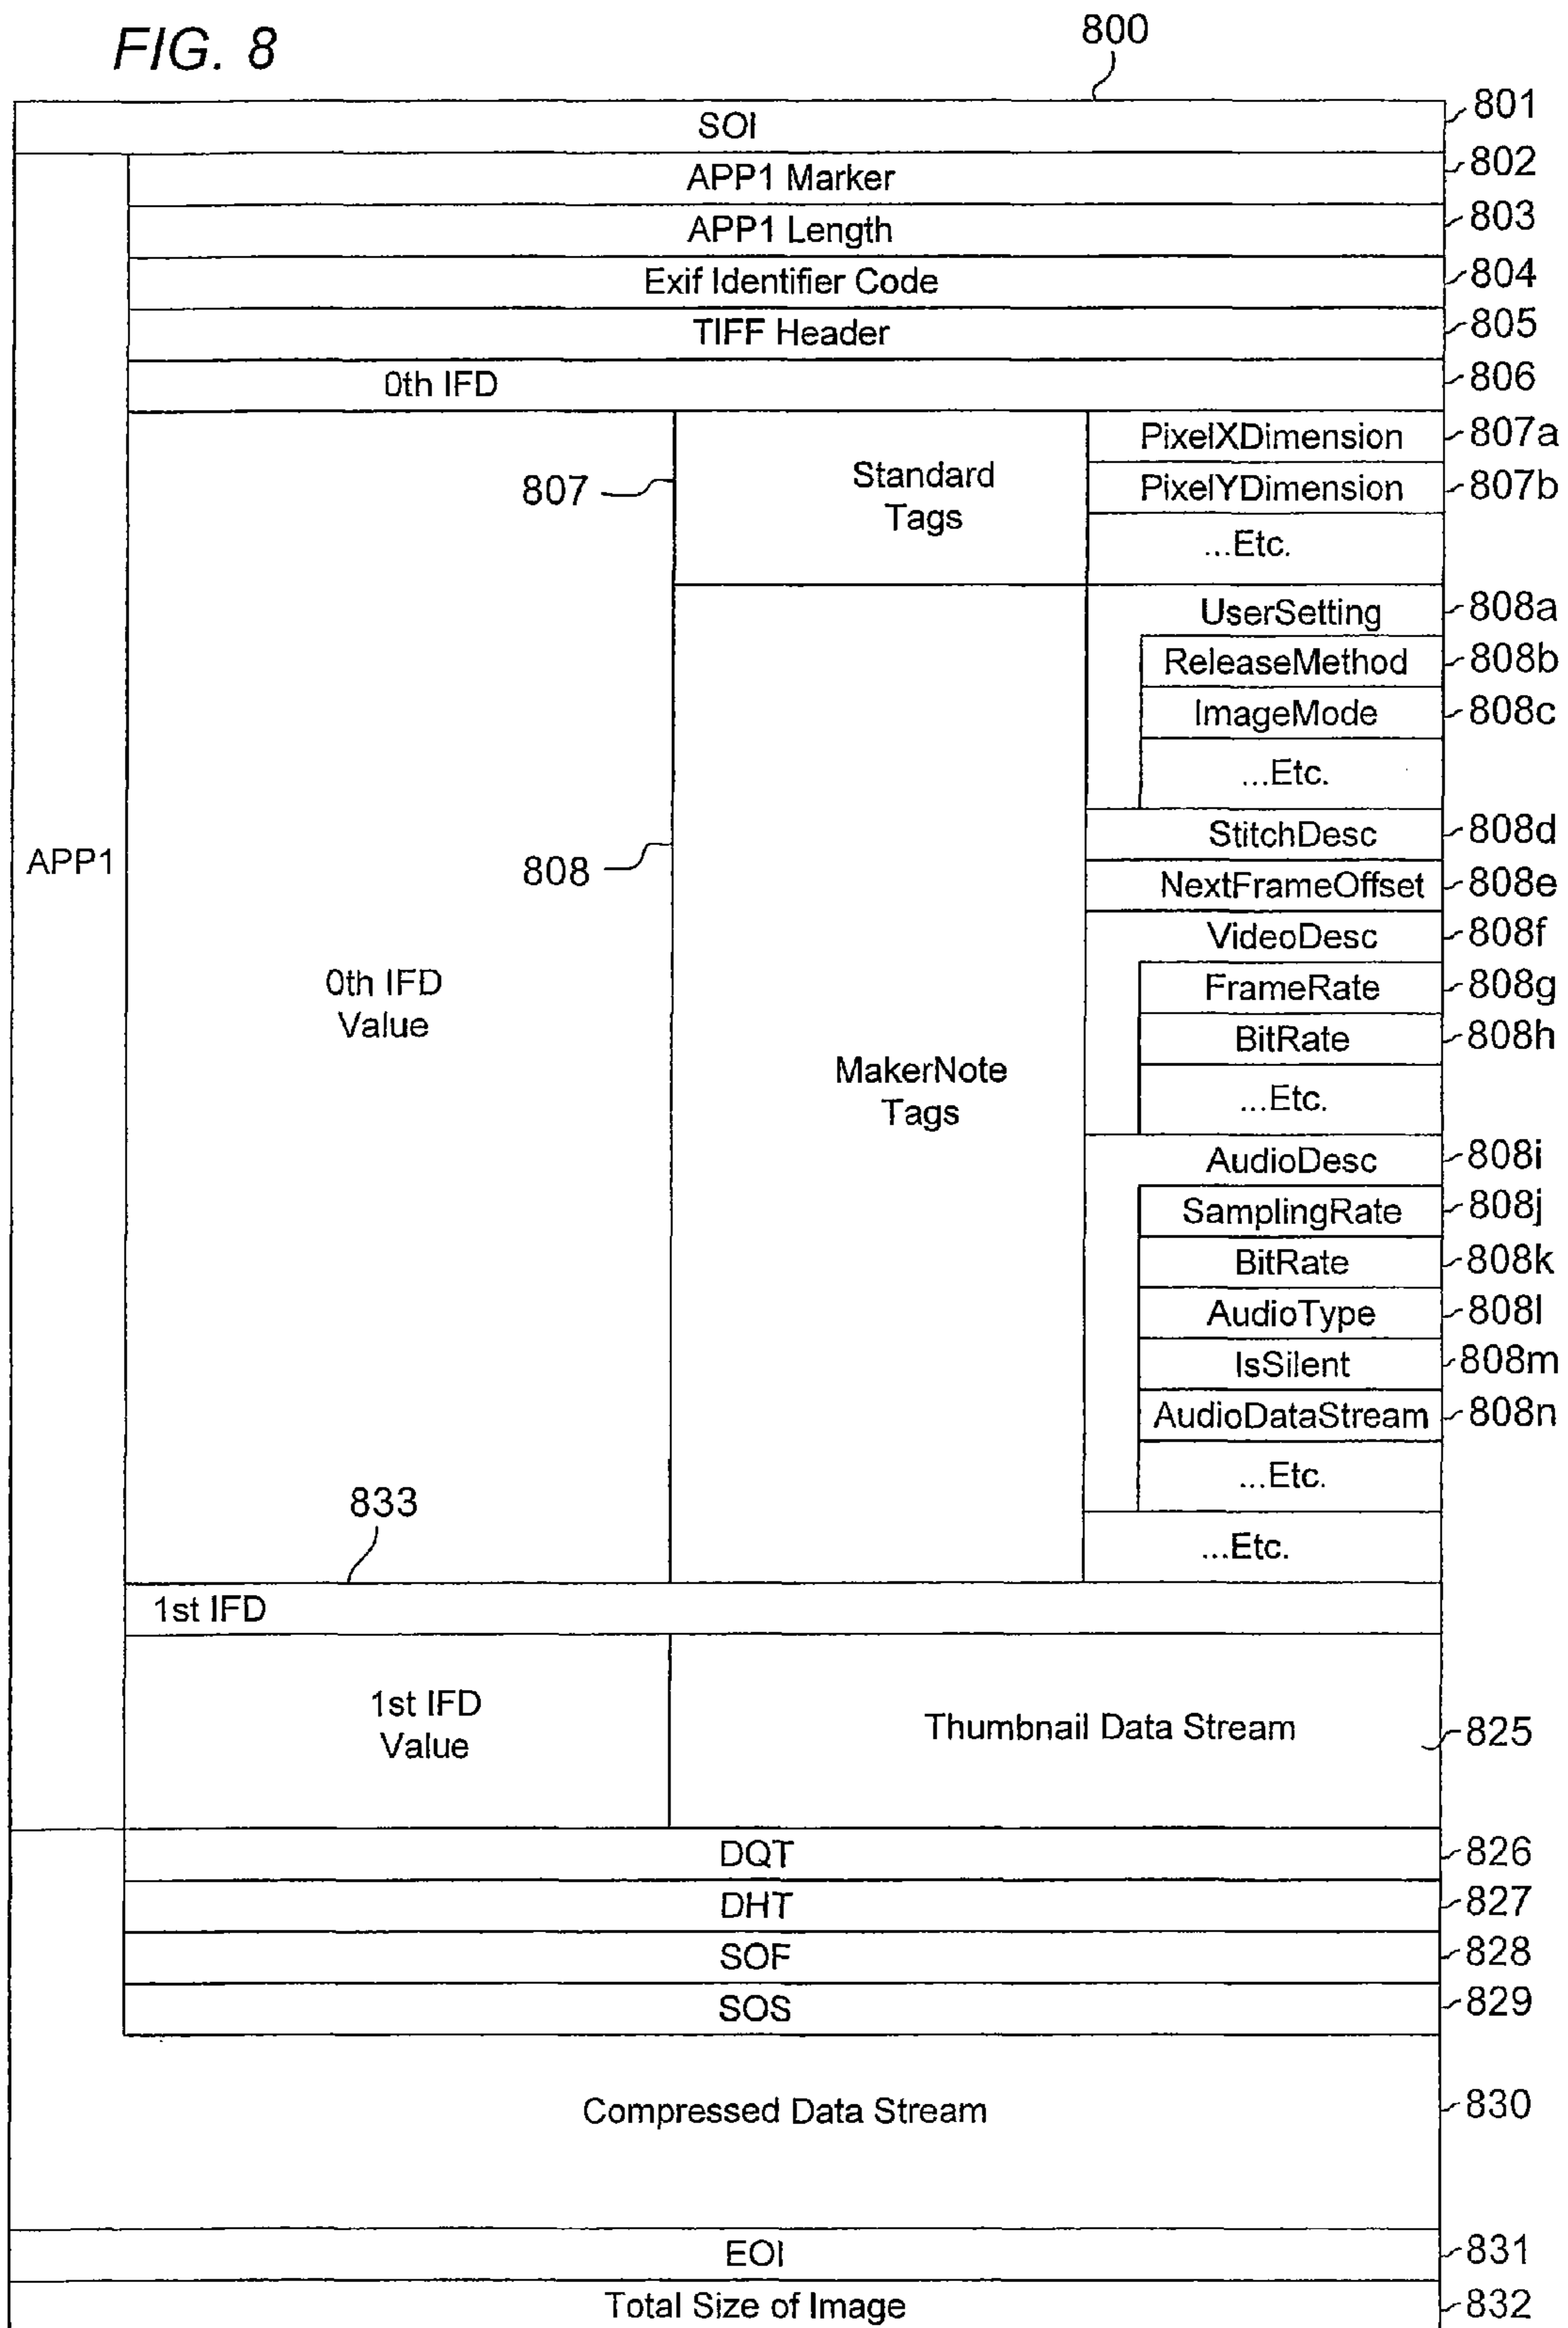 FIG. 8
800
SOI 801
APP1 Marker 802
APP1 Length 803
Exif Identifier Code 804
TIFF Header 805
0th IFD 806
APP1
0th IFD
Value
807
Standard
Tags
PixelXDimension 807a
PixelYDimension 807b
...Etc.
808
MakerNote
Tags
UserSetting 808a
ReleaseMethod 808b
ImageMode 808c
...Etc.
StitchDesc 808d
NextFrameOffset 808e
VideoDesc 808f
FrameRate 808g
BitRate 808h
...Etc.
AudioDesc 808i
SamplingRate 808j
BitRate 808k
AudioType 808l
IsSilent 808m
AudioDataStream 808n
...Etc.
...Etc.
833
1st IFD
1st IFD
Value
Thumbnail Data Stream 825
DQT 826
DHT 827
SOF 828
SOS 829
Compressed Data Stream 830
EOI 831
Total Size of Image 832